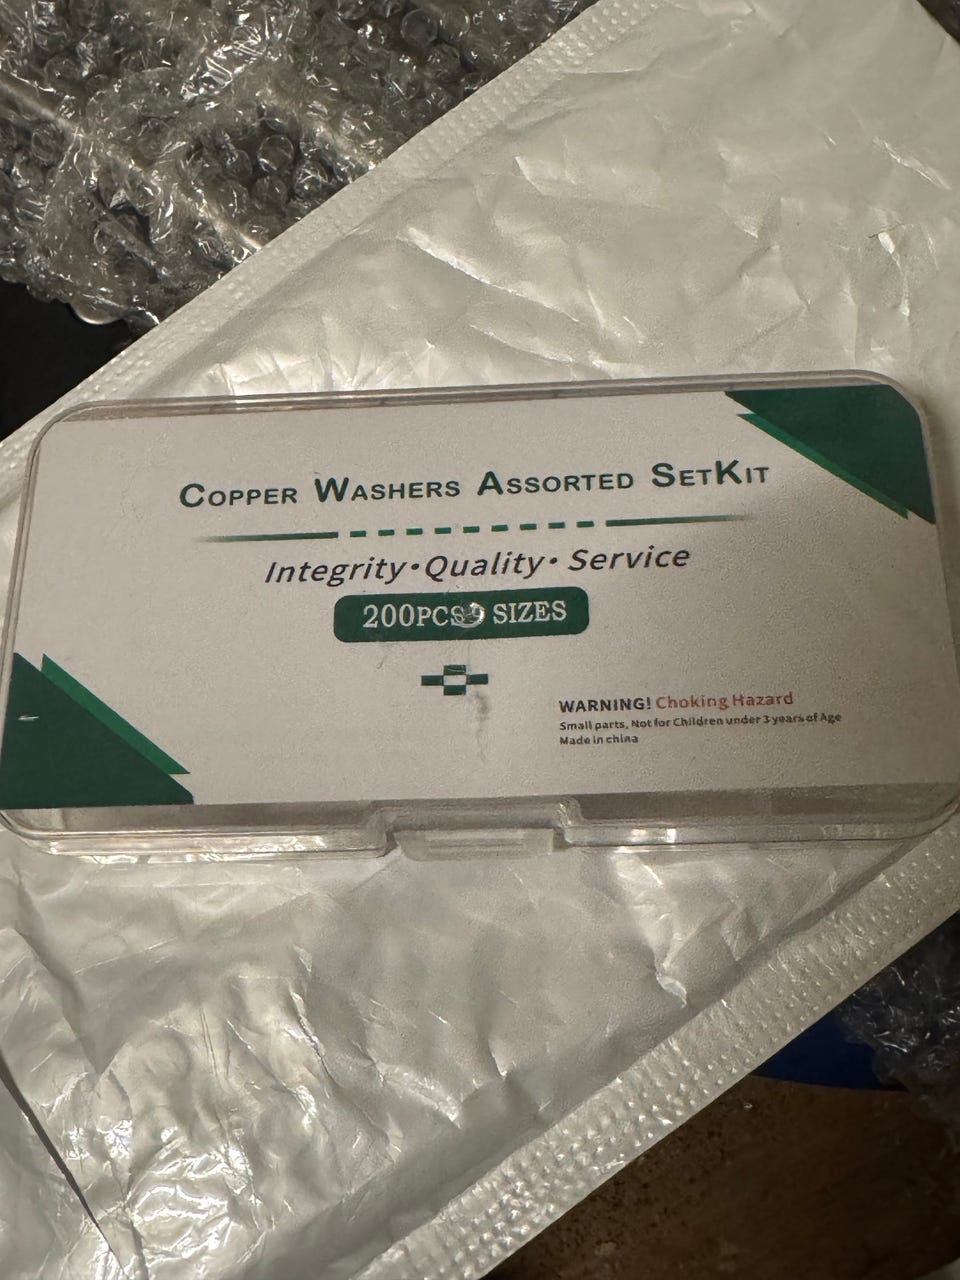 Copper Washers Assorted SetKit
Integrity•Quality• Service
200PCS 9 SIZES
WARNING! Choking Hazard
Small parts, Not for Children under 3 years of Age
Made in china